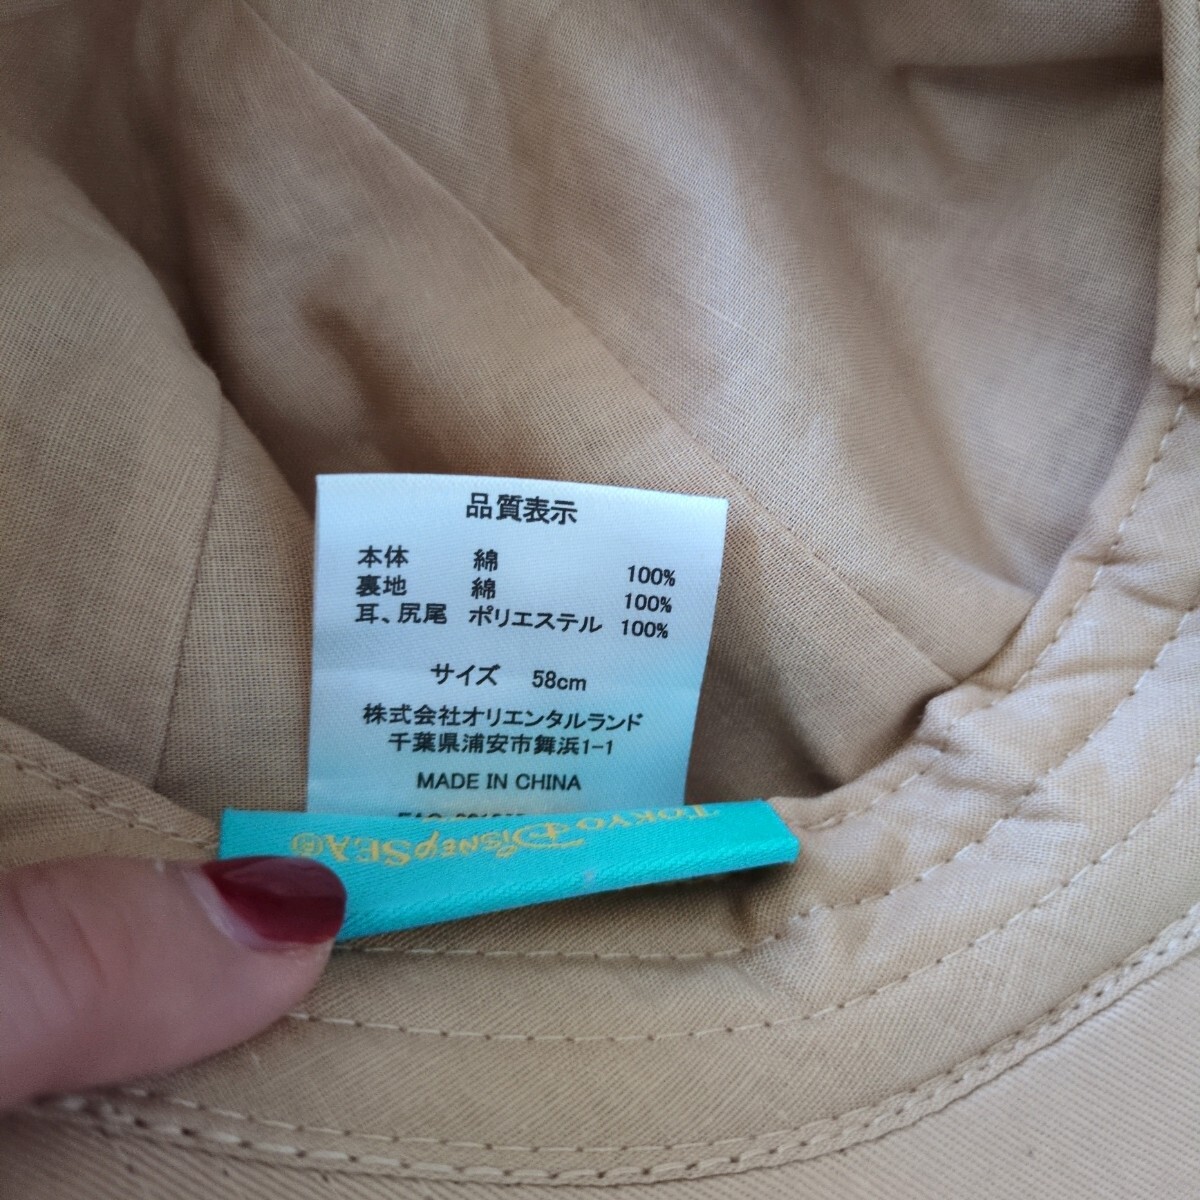 品質表示
本体 綿 100%
裏地 綿 100%
耳、尻尾 ポリエステル 100%
サイズ 58cm
株式会社オリエンタルランド
千葉県浦安市舞浜1-1
MADE IN CHINA
TOKYO DISNEY SEA®